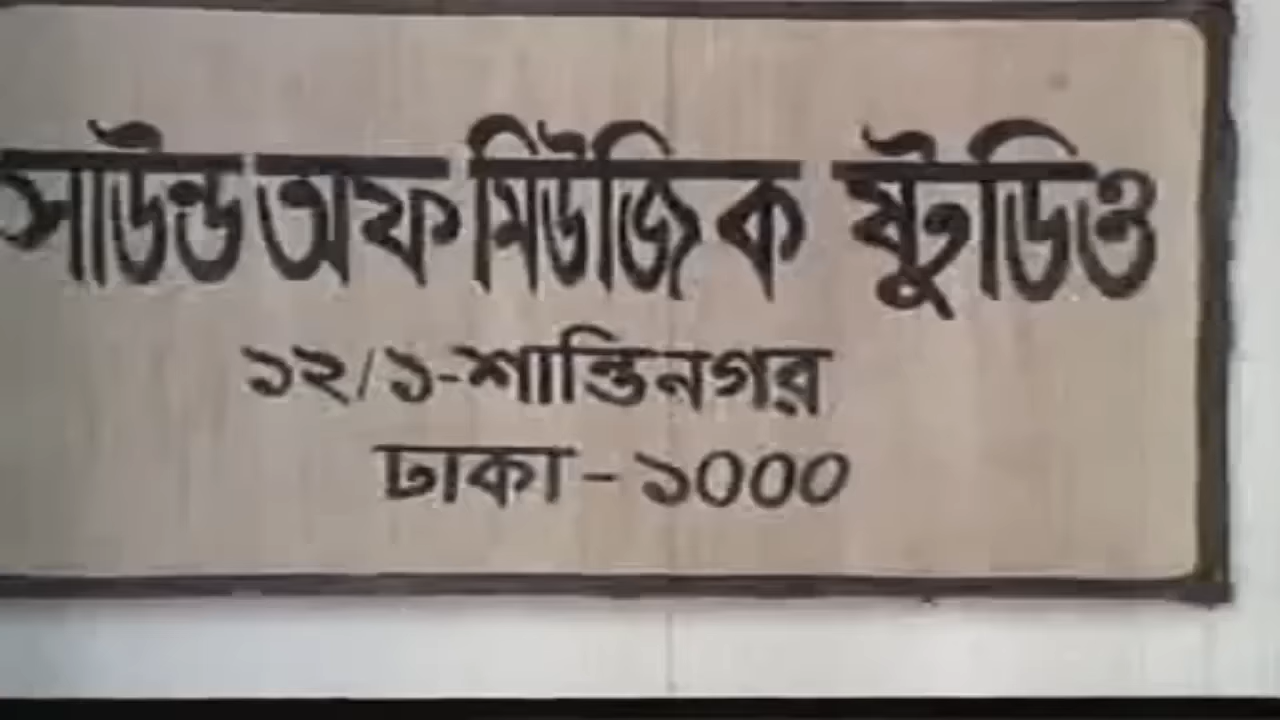 সাউন্ড অফ মিউজিক ষ্টুডিও
১২/১-শান্তিনগর
ঢাকা - ১০০০